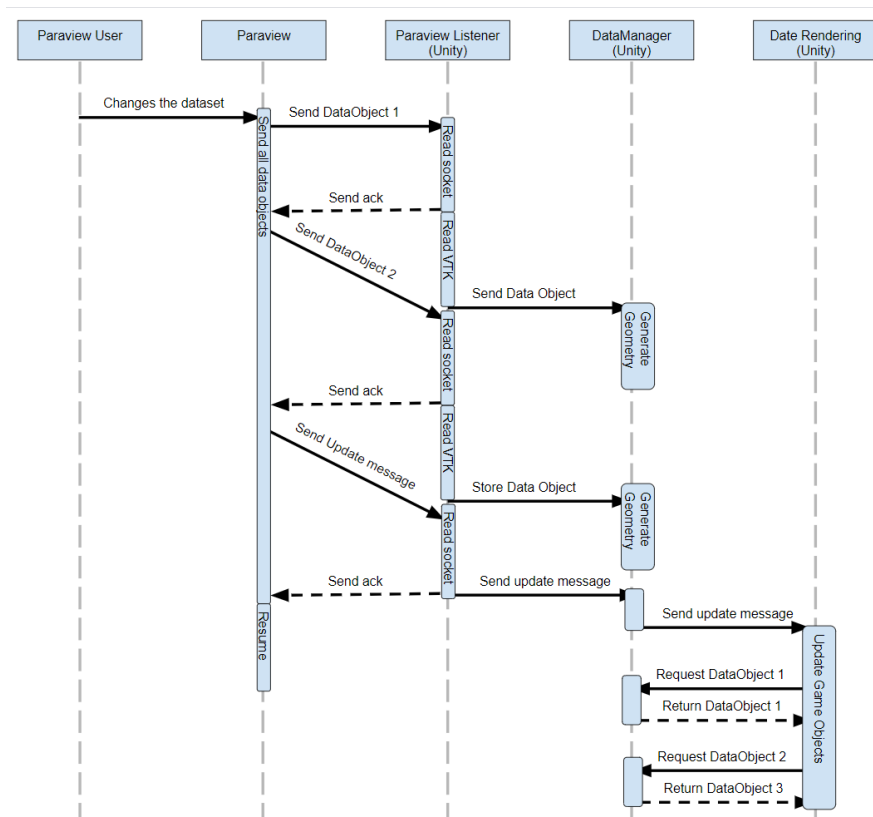 Paraview User
Paraview
Paraview Listener
(Unity)
DataManager
(Unity)
Date Rendering
(Unity)
Changes the dataset
Send all data objects
Send DataObject 1
Read socket
Send ack
Read VTK
Send DataObject 2
Send Data Object
Generate
Geometry
Read socket
Send ack
Read VTK
Send Update message
Store Data Object
Generate
Geometry
Read socket
Send ack
Send update message
Resume
Send update message
Update Game Objects
Request DataObject 1
Return DataObject 1
Request DataObject 2
Return DataObject 3